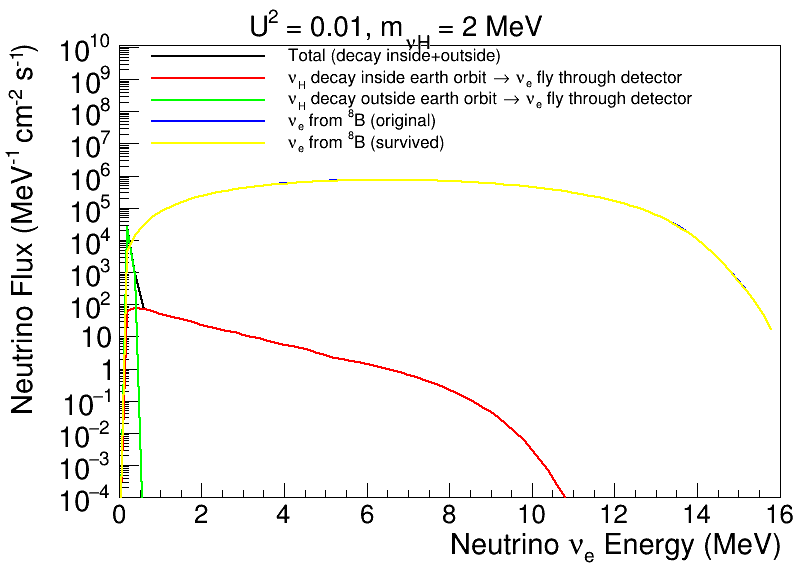 U² = 0.01, m_νH = 2 MeV
Total (decay inside+outside)
ν_H decay inside earth orbit → ν_e fly through detector
ν_H decay outside earth orbit → ν_e fly through detector
ν_e from ⁸B (original)
ν_e from ⁸B (survived)
Neutrino Flux (MeV⁻¹ cm⁻² s⁻¹)
10¹⁰
10⁹
10⁸
10⁷
10⁶
10⁵
10⁴
10³
10²
10
1
10⁻¹
10⁻²
10⁻³
10⁻⁴
0 2 4 6 8 10 12 14 16
Neutrino ν_e Energy (MeV)